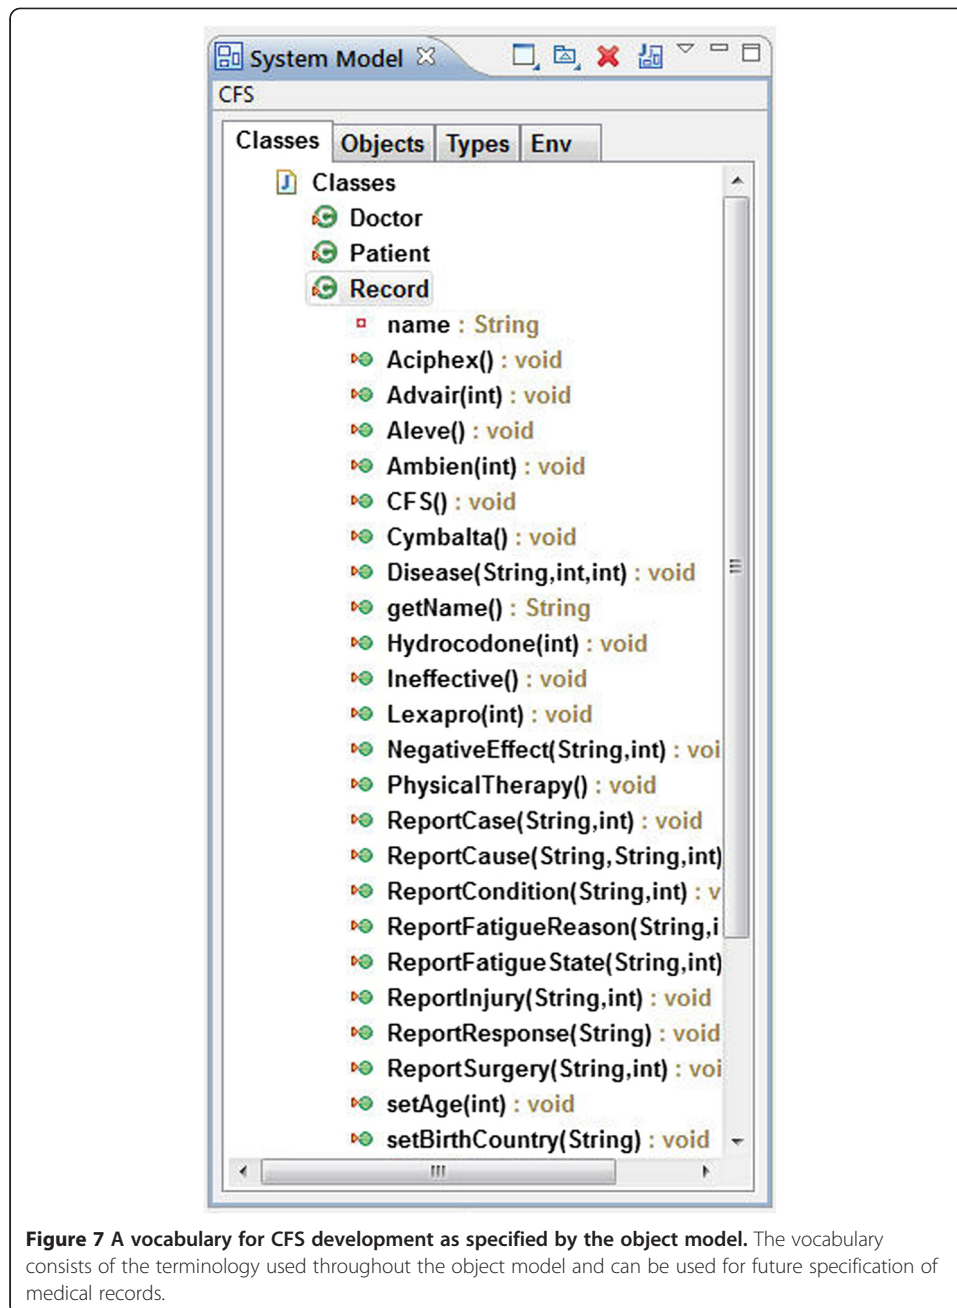 System Model
CFS
Classes Objects Types Env
Classes
Doctor
Patient
Record
name : String
Aciphex() : void
Advair(int) : void
Aleve() : void
Ambien(int) : void
CFS() : void
Cymbalta() : void
Disease(String,int,int) : void
getName() : String
Hydrocodone(int) : void
Ineffective() : void
Lexapro(int) : void
NegativeEffect(String,int) : voi
PhysicalTherapy() : void
ReportCase(String,int) : void
ReportCause(String,String,int)
ReportCondition(String,int) : v
ReportFatigueReason(String,i
ReportFatigueState(String,int)
ReportInjury(String,int) : void
ReportResponse(String) : void
ReportSurgery(String,int) : voi
setAge(int) : void
setBirthCountry(String) : void
Figure 7 A vocabulary for CFS development as specified by the object model. The vocabulary
consists of the terminology used throughout the object model and can be used for future specification of
medical records.